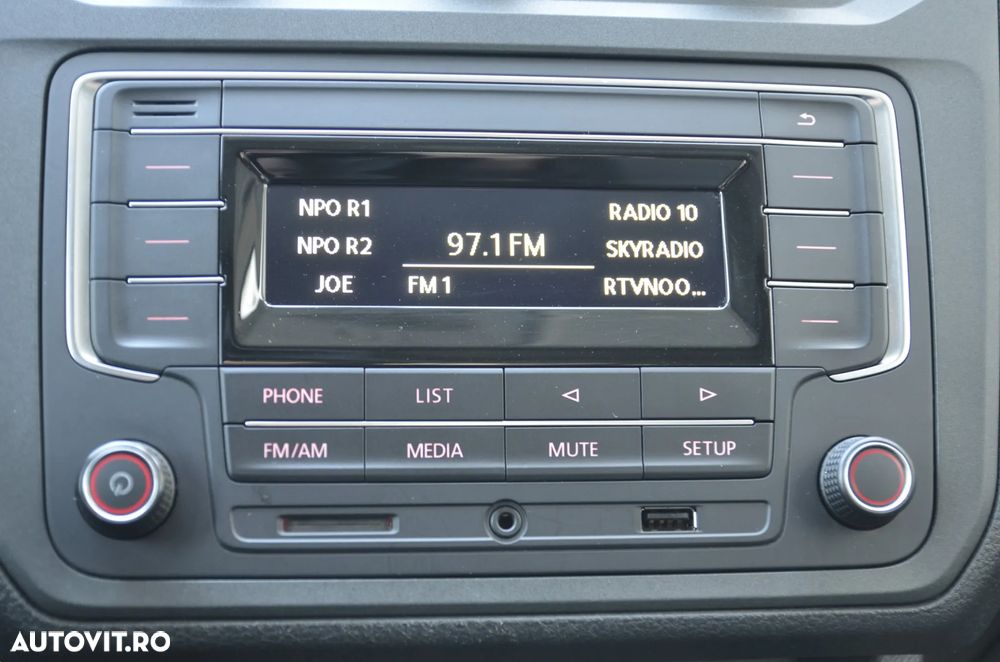 NPO R1
RADIO 10
NPO R2
97.1 FM
SKYRADIO
JOE
FM 1
RTVNOO...
PHONE
LIST
FM/AM
MEDIA
MUTE
SETUP
AUTOVIT.RO